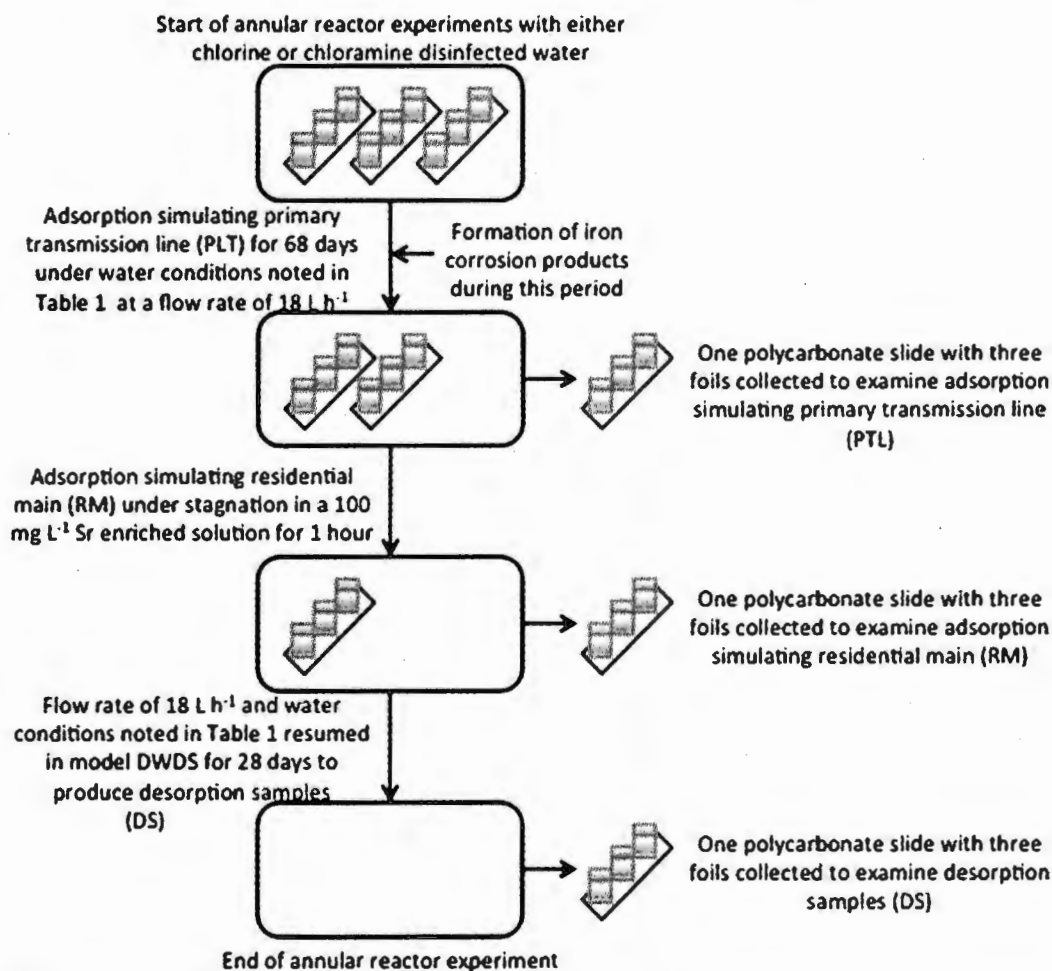 Start of annular reactor experiments with either
chlorine or chloramine disinfected water
Adsorption simulating primary
transmission line (PLT) for 68 days
under water conditions noted in
Table 1 at a flow rate of 18 L h⁻¹
Formation of iron
corrosion products
during this period
One polycarbonate slide with three
foils collected to examine adsorption
simulating primary transmission line
(PTL)
Adsorption simulating residential
main (RM) under stagnation in a 100
mg L⁻¹ Sr enriched solution for 1 hour
One polycarbonate slide with three
foils collected to examine adsorption
simulating residential main (RM)
Flow rate of 18 L h⁻¹ and water
conditions noted in Table 1 resumed
in model DWDS for 28 days to
produce desorption samples
(DS)
One polycarbonate slide with three
foils collected to examine desorption
samples (DS)
End of annular reactor experiment